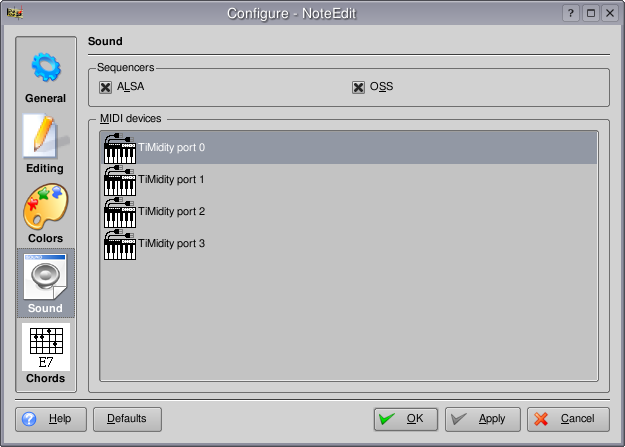 Configure - NoteEdit
?
Sound
General
Editing
Colors
Sound
E7
Chords
Sequencers
ALSA OSS
MIDI devices
TiMidity port 0
TiMidity port 1
TiMidity port 2
TiMidity port 3
? Help Defaults OK Apply Cancel